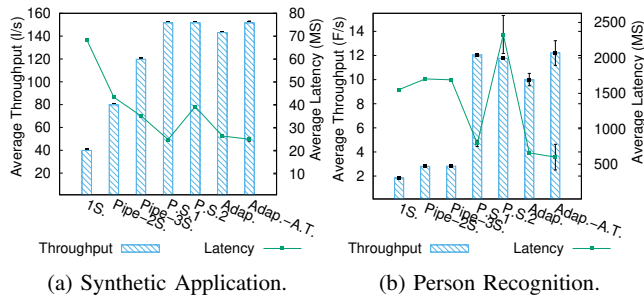 Average Throughput (I/s)
160
140
120
100
80
60
40
20
80
70
60
50
40
30
20
10
0
Average Latency (MS)
1S.
Pipe-2S.
Pipe-3S.
P.S.1
P.S.2
Adap.
Adap.-A.T.
Throughput
Latency
(a) Synthetic Application.
Average Throughput (F/s)
14
12
10
8
6
4
2
2500
2000
1500
1000
500
Average Latency (MS)
1S.
Pipe-2S.
Pipe-3S.
P.S.1
P.S.2
Adap.
Adap.-A.T.
Throughput
Latency
(b) Person Recognition.